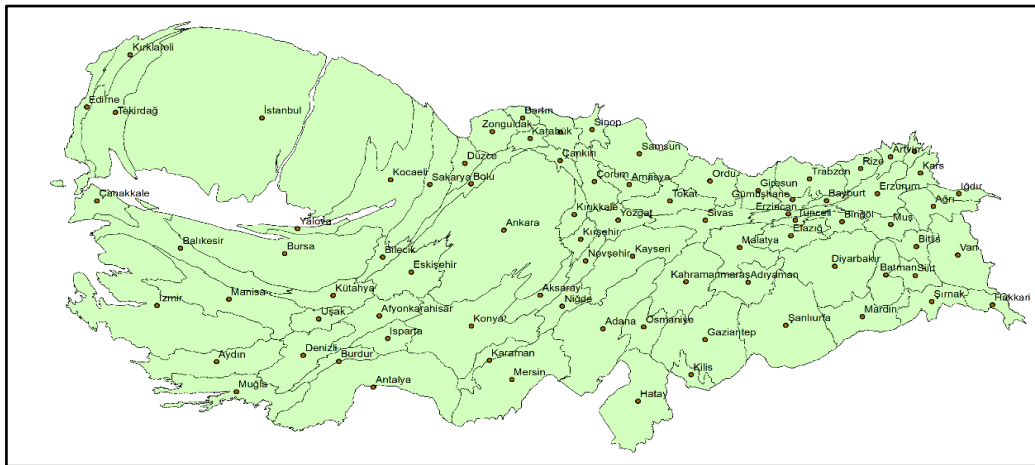 Kırklareli
Edirne
Tekirdağ
İstanbul
Bartın
Zonguldak
Karabük
Sinop
Samsun
Düzce
Çankırı
Kocaeli
Sakarya
Bolu
Çorum
Amasya
Ordu
Giresun
Trabzon
Rize
Artvin
Kars
Çanakkale
Tokat
Gümüşhane
Bayburt
Erzurum
Iğdır
Ağrı
Yalova
Ankara
Kırıkkale
Yozgat
Sivas
Erzincan
Tunceli
Bingöl
Muş
Balıkesir
Bursa
Bilecik
Eskişehir
Kırşehir
Nevşehir
Kayseri
Malatya
Elazığ
Diyarbakır
Bitlis
Van
Manisa
İzmir
Kütahya
Uşak
Afyonkarahisar
Aksaray
Niğde
Kahramanmaraş
Adıyaman
Batman
Siirt
Şırnak
Hakkari
Konya
Isparta
Adana
Osmaniye
Gaziantep
Şanlıurfa
Mardin
Aydın
Denizli
Burdur
Karaman
Mersin
Kilis
Muğla
Antalya
Hatay